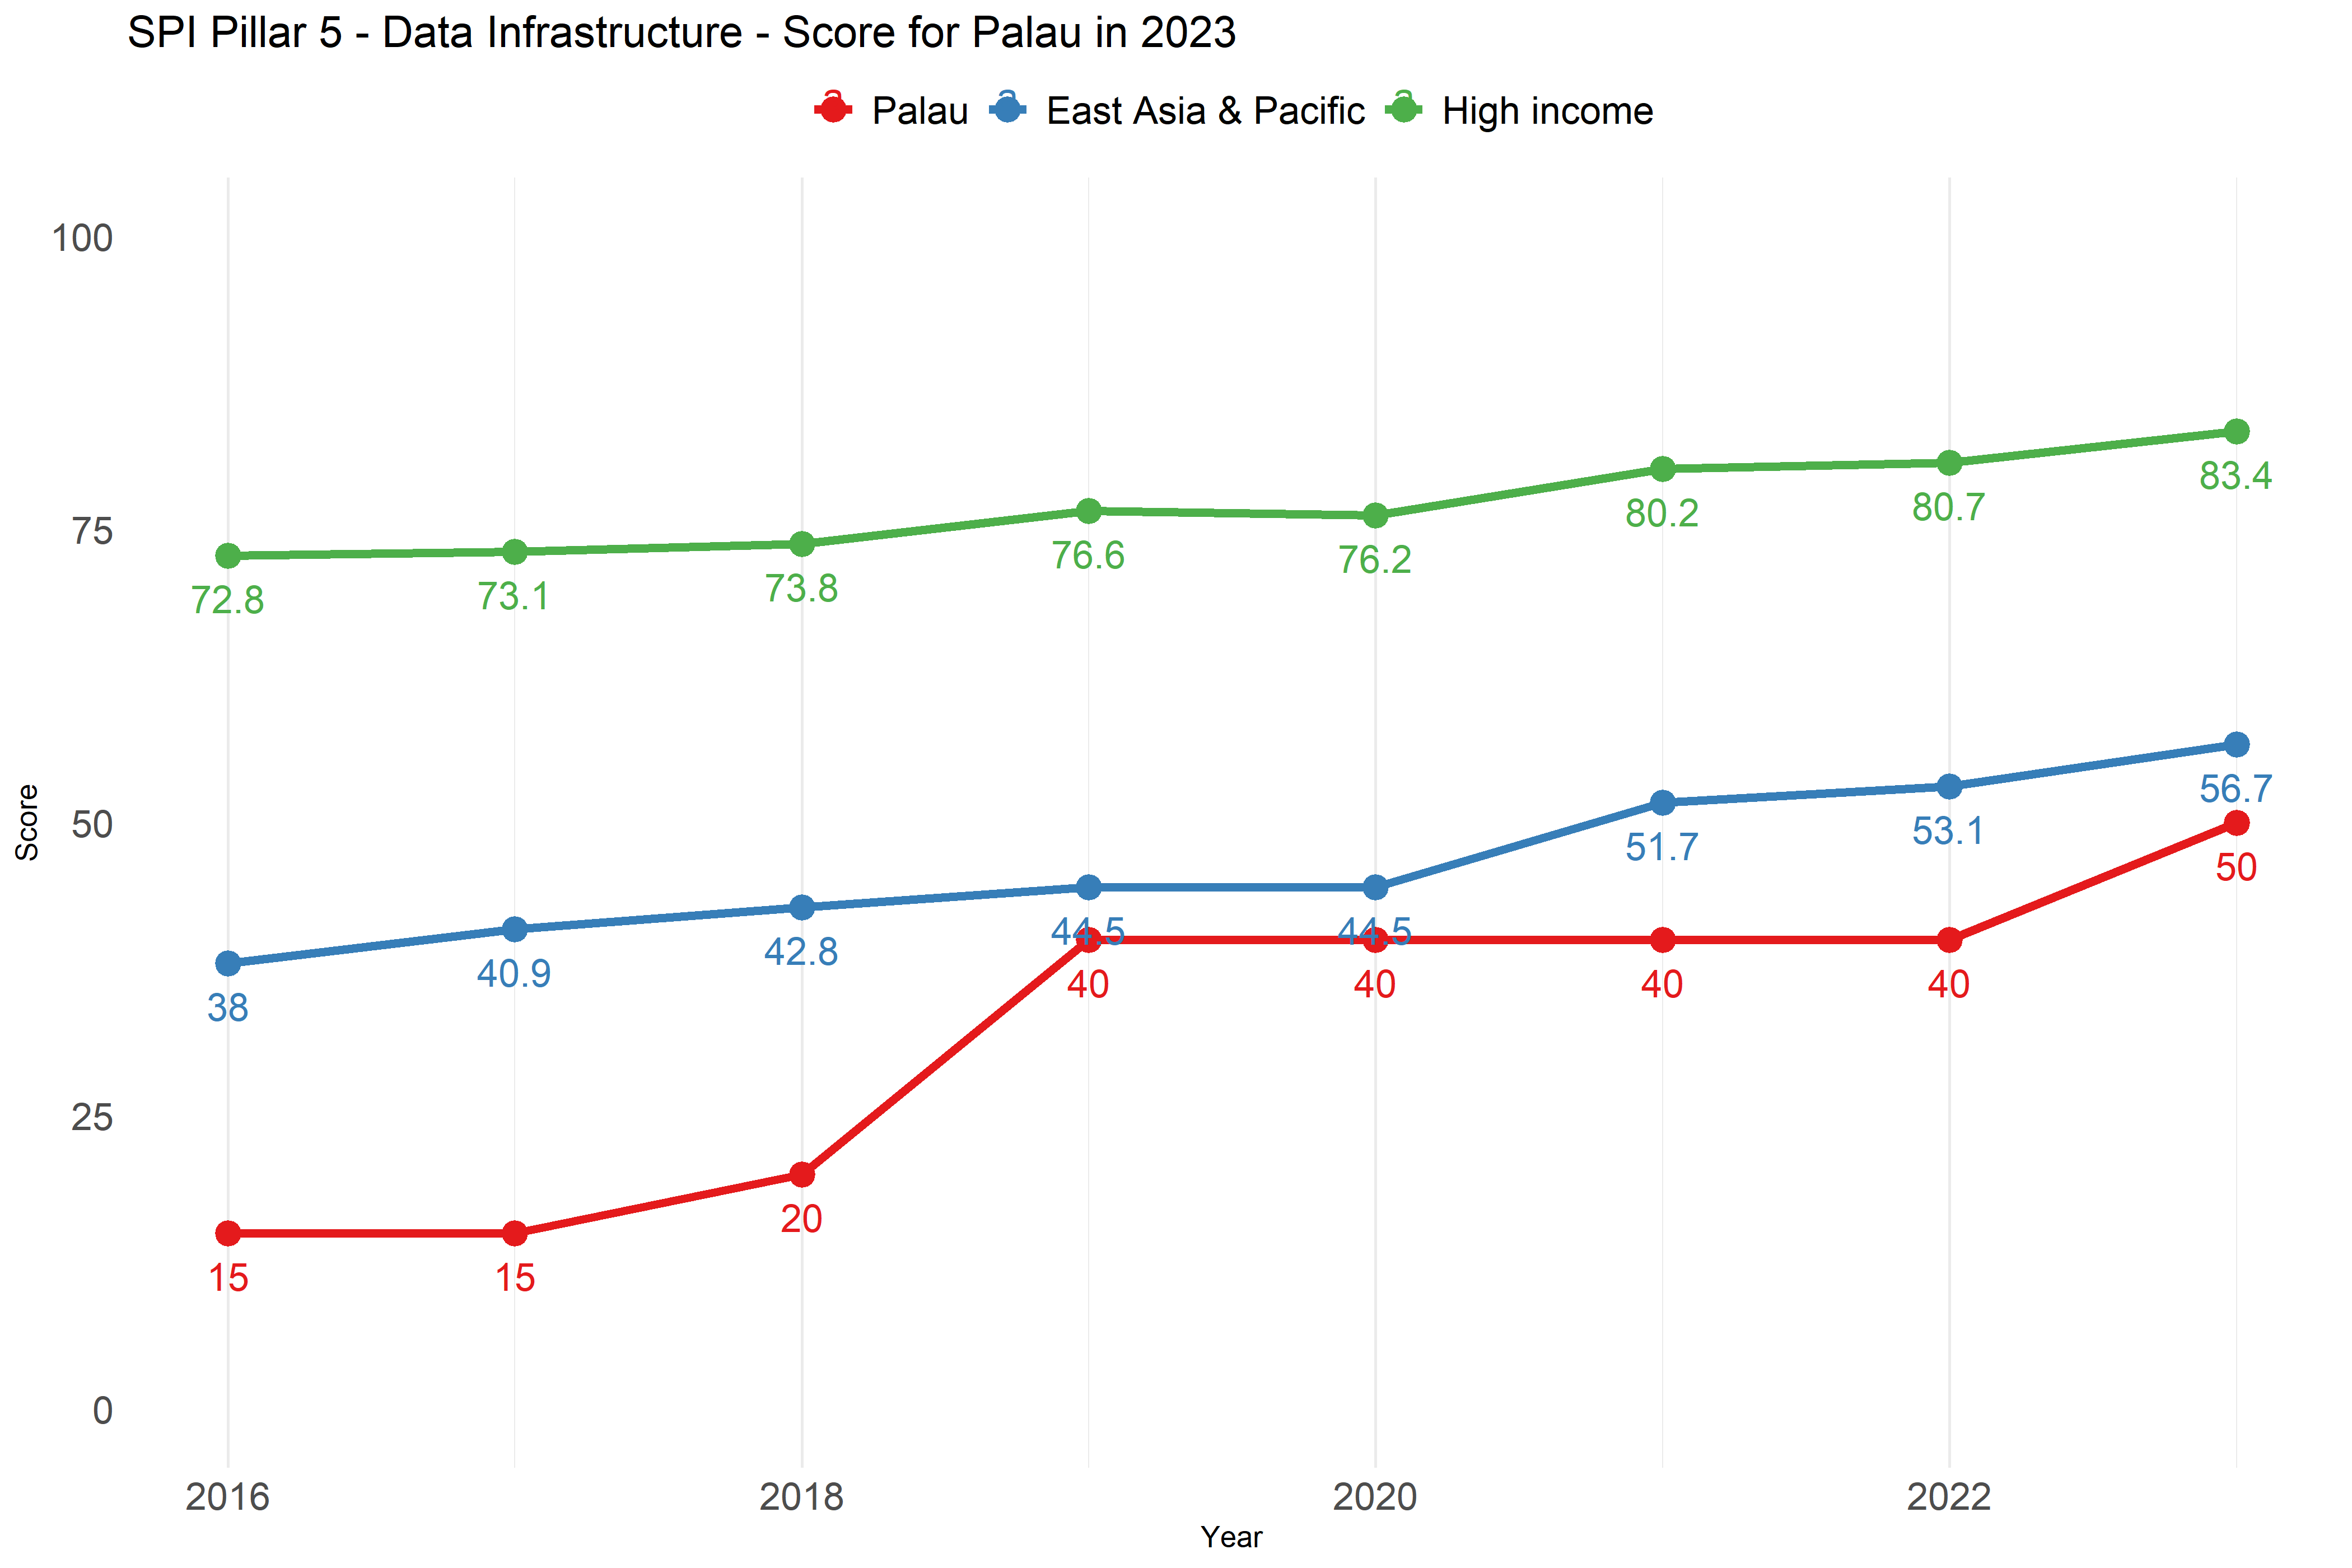 SPI Pillar 5 - Data Infrastructure - Score for Palau in 2023
Palau East Asia & Pacific High income
100
75
50
25
0
Score
72.8 73.1 73.8 76.6 76.2 80.2 80.7 83.4
38 40.9 42.8 44.5 44.5 51.7 53.1 56.7
15 15 20 40 40 40 40 50
2016 2018 2020 2022
Year